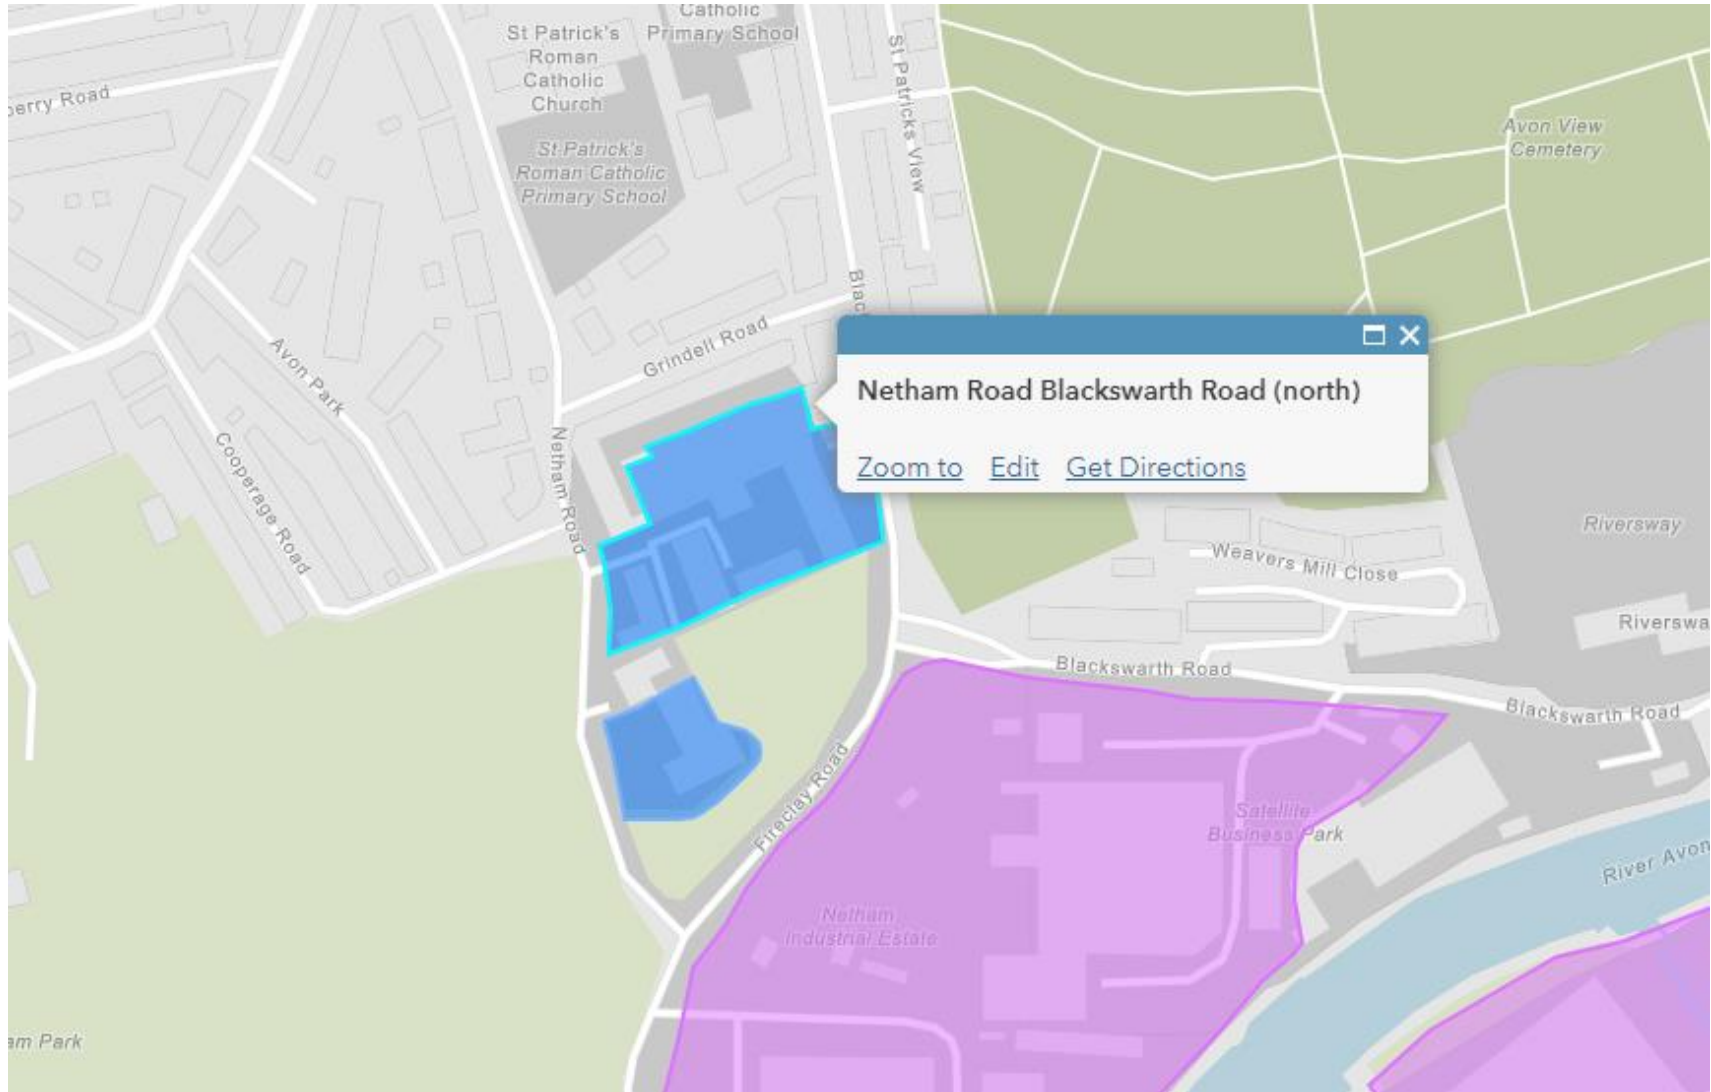 Catholic
Primary School
St Patrick's
Roman
Catholic
Church
St Patrick's
Roman Catholic
Primary School
St Patricks View
Avon View
Cemetery
berry Road
Blac
Grindell Road
Avon Park
Netham Road Blackswarth Road (north)
Zoom to Edit Get Directions
Cooperage Road
Netham Road
Riversway
Weavers Mill Close
Riverswa
Blackswarth Road
Blackswarth Road
Fireclay Road
Satellite
Business Park
River Avon
Netham
Industrial Estate
am Park